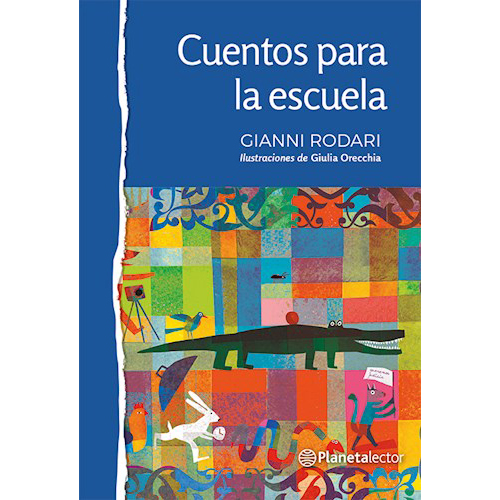 Cuentos para
la escuela
GIANNI RODARI
Ilustraciones de Giulia Orecchia
Planetalector